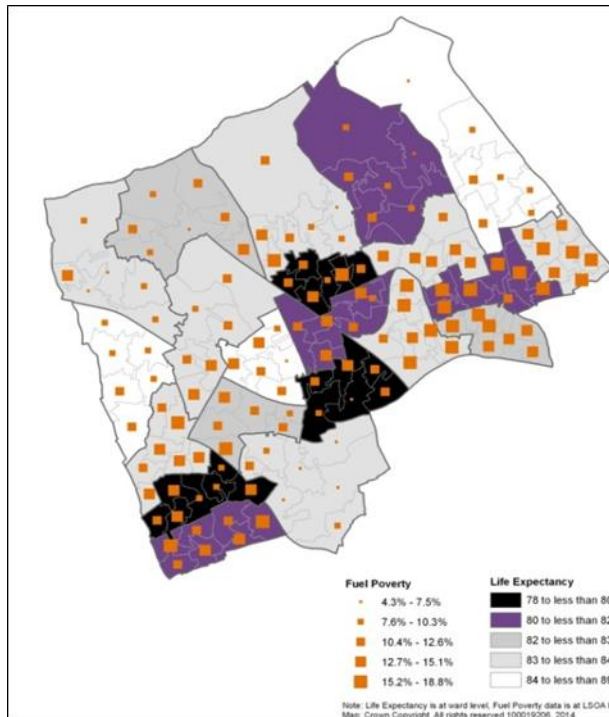 Fuel Poverty
4.3% - 7.5%
7.6% - 10.3%
10.4% - 12.6%
12.7% - 15.1%
15.2% - 18.8%
Life Expectancy
78 to less than 80
80 to less than 82
82 to less than 83
83 to less than 84
84 to less than 89
Note: Life Expectancy is at ward level, Fuel Poverty data is at LSOA
Map: Crown Copyright. All rights reserved 100019206, 2014